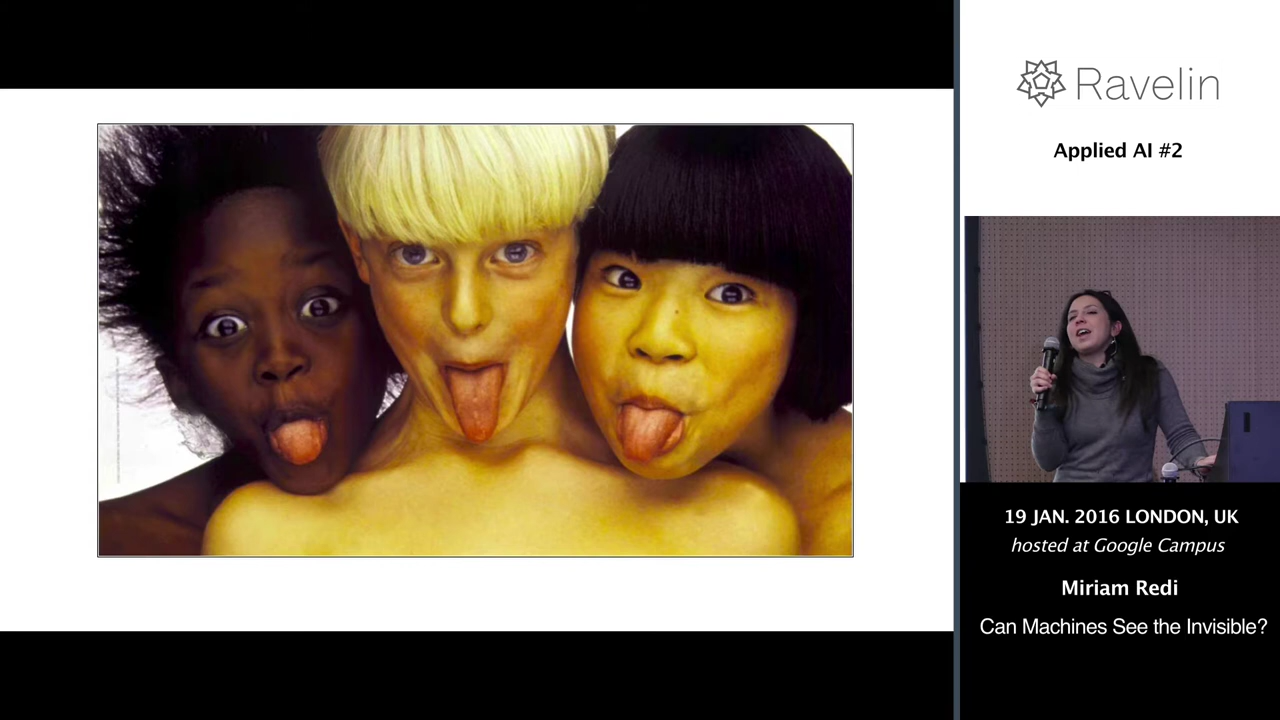 Ravelin
Applied AI #2
19 JAN. 2016 LONDON, UK
hosted at Google Campus
Miriam Redi
Can Machines See the Invisible?